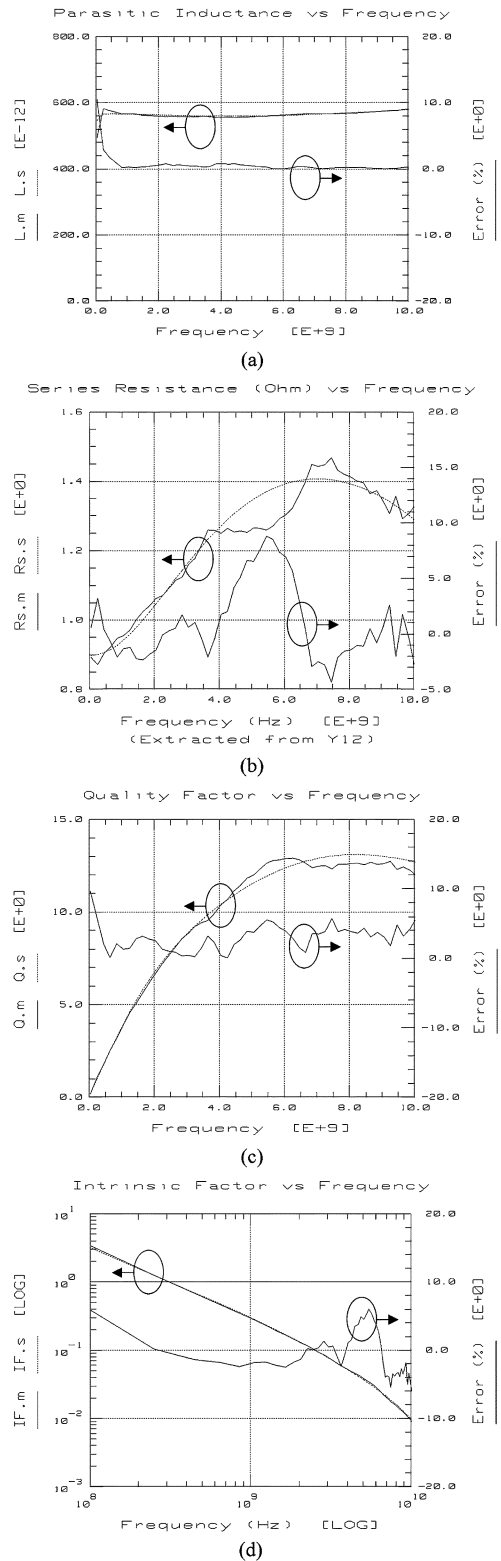 Parasitic Inductance vs Frequency
L.m L.s [E-12]
800.0
600.0
400.0
200.0
0.0
20.0
10.0
0.0
-10.0
-20.0
Error (%) [E+0]
0.0 2.0 4.0 6.0 8.0 10.0
Frequency [E+9]
(a)
Series Resistance (Ohm) vs Frequency
Rs.m Rs.s [E+0]
1.6
1.4
1.2
1.0
0.8
20.0
15.0
10.0
5.0
0.0
-5.0
Error (%) [E+0]
0.0 2.0 4.0 6.0 8.0 10.0
Frequency (Hz) [E+9]
(Extracted from Y12)
(b)
Quality Factor vs Frequency
Q.m Q.s [E+0]
15.0
10.0
5.0
0.0
20.0
10.0
0.0
-10.0
-20.0
Error (%) [E+0]
0.0 2.0 4.0 6.0 8.0 10.0
Frequency [E+9]
(c)
Intrinsic Factor vs Frequency
IF.m IF.s [LOG]
10^1
10^0
10^-1
10^-2
10^-3
20.0
10.0
0.0
-10.0
-20.0
Error (%) [E+0]
10^8 10^9 10^10
Frequency (Hz) [LOG]
(d)